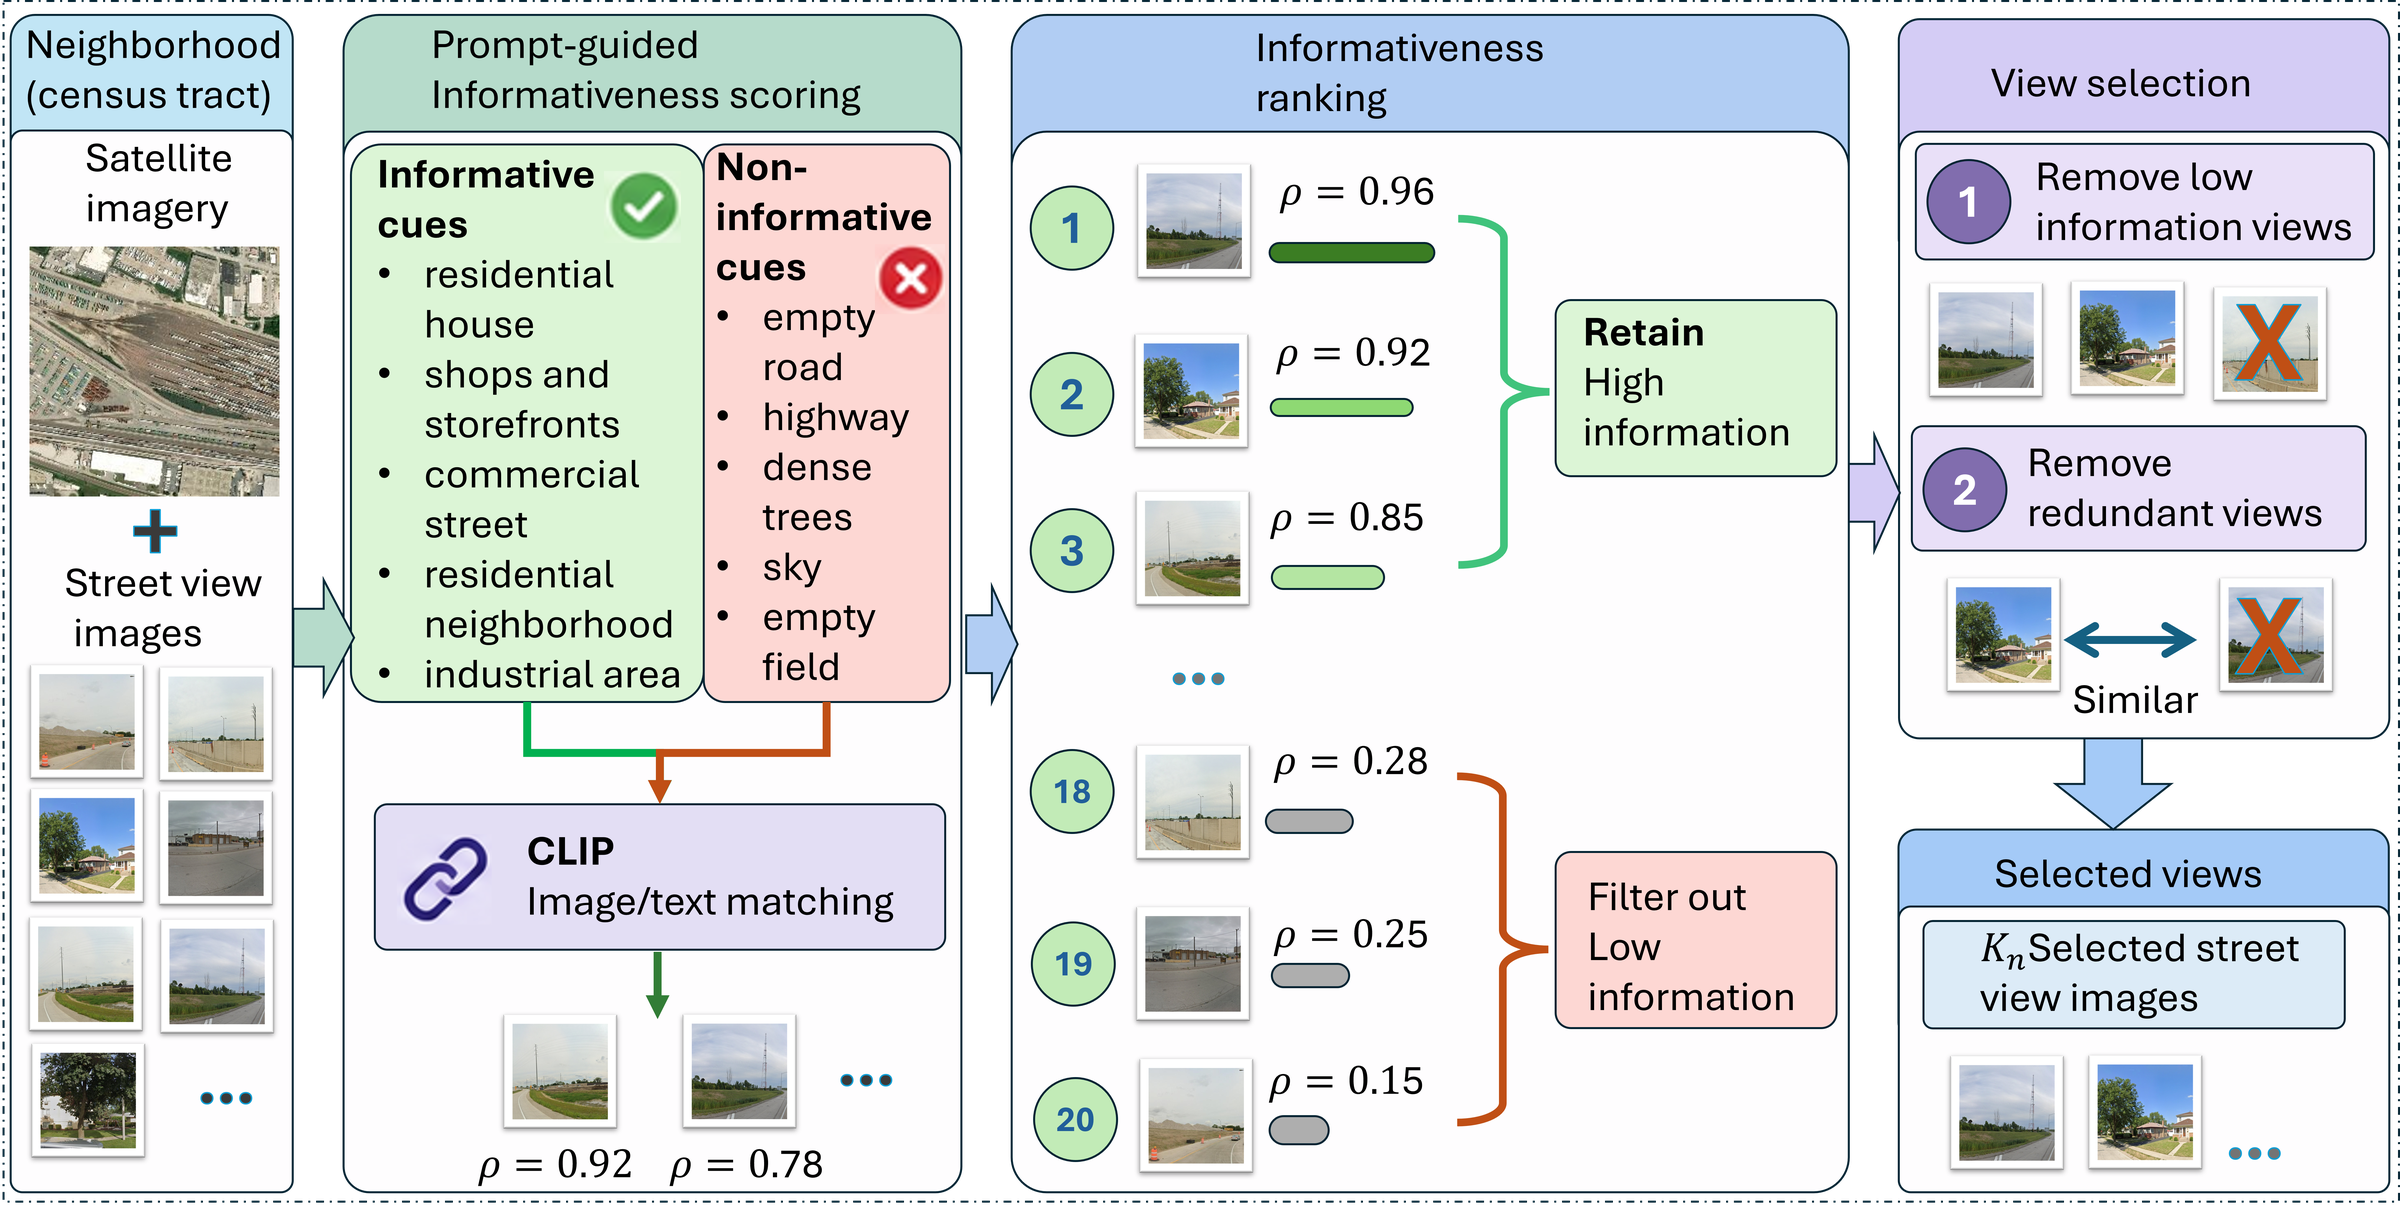 Neighborhood
(census tract)
Satellite
imagery
Street view
images
Prompt-guided
Informativeness scoring
Informative
cues
• residential
house
• shops and
storefronts
• commercial
street
• residential
neighborhood
• industrial area
Non-
informative
cues
• empty
road
• highway
• dense
trees
• sky
• empty
field
CLIP
Image/text matching
ρ = 0.92
ρ = 0.78
Informativeness
ranking
1
ρ = 0.96
2
ρ = 0.92
3
ρ = 0.85
18
ρ = 0.28
19
ρ = 0.25
20
ρ = 0.15
Retain
High
information
Filter out
Low
information
View selection
1
Remove low
information views
X
2
Remove
redundant views
X
Similar
Selected views
Kn Selected street
view images